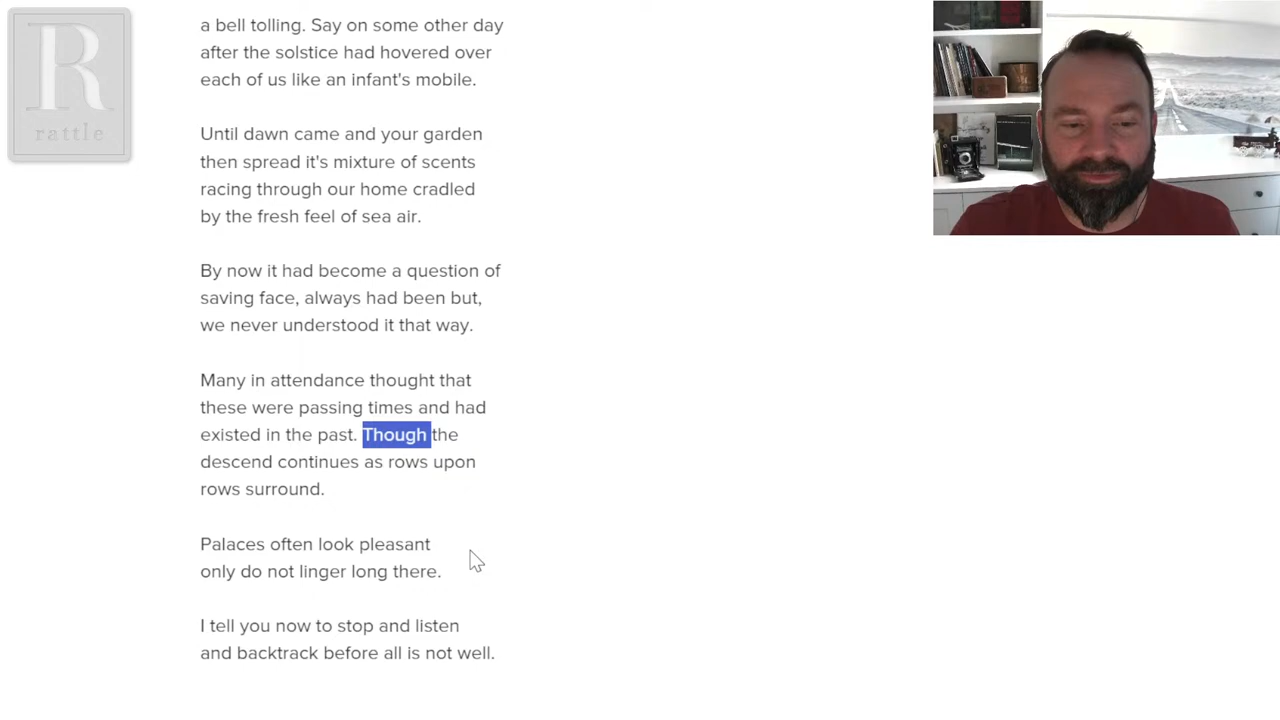 R
rattle
a bell tolling. Say on some other day
after the solstice had hovered over
each of us like an infant's mobile.
Until dawn came and your garden
then spread it's mixture of scents
racing through our home cradled
by the fresh feel of sea air.
By now it had become a question of
saving face, always had been but,
we never understood it that way.
Many in attendance thought that
these were passing times and had
existed in the past. Though the
descend continues as rows upon
rows surround.
Palaces often look pleasant
only do not linger long there.
I tell you now to stop and listen
and backtrack before all is not well.